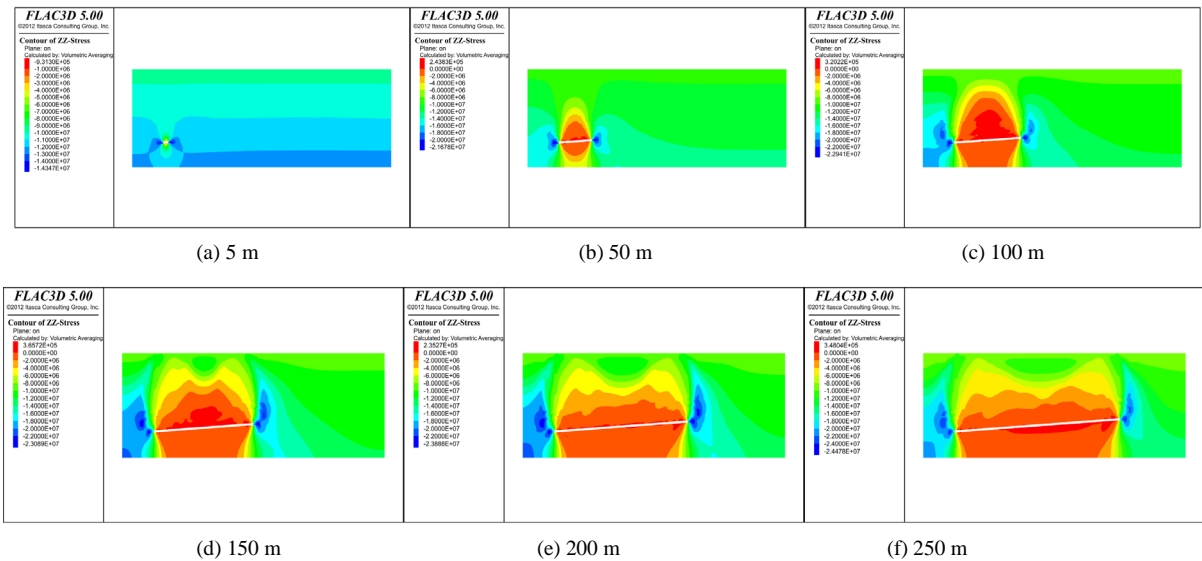 FLAC3D 5.00
©2012 Itasca Consulting Group, Inc.
Contour of ZZ-Stress
Plane: on
Calculated by: Volumetric Averaging
-9.3130E+05
-1.0000E+06
-2.0000E+06
-3.0000E+06
-4.0000E+06
-5.0000E+06
-6.0000E+06
-7.0000E+06
-8.0000E+06
-9.0000E+06
-1.0000E+07
-1.1000E+07
-1.2000E+07
-1.3000E+07
-1.4000E+07
-1.4347E+07
FLAC3D 5.00
©2012 Itasca Consulting Group, Inc.
Contour of ZZ-Stress
Plane: on
Calculated by: Volumetric Averaging
2.4383E+05
0.0000E+00
-2.0000E+06
-4.0000E+06
-6.0000E+06
-8.0000E+06
-1.0000E+07
-1.2000E+07
-1.4000E+07
-1.6000E+07
-1.8000E+07
-2.0000E+07
-2.1678E+07
FLAC3D 5.00
©2012 Itasca Consulting Group, Inc.
Contour of ZZ-Stress
Plane: on
Calculated by: Volumetric Averaging
3.2022E+05
0.0000E+00
-2.0000E+06
-4.0000E+06
-6.0000E+06
-8.0000E+06
-1.0000E+07
-1.2000E+07
-1.4000E+07
-1.6000E+07
-1.8000E+07
-2.0000E+07
-2.2000E+07
-2.2941E+07
(a) 5 m
(b) 50 m
(c) 100 m
FLAC3D 5.00
©2012 Itasca Consulting Group, Inc.
Contour of ZZ-Stress
Plane: on
Calculated by: Volumetric Averaging
3.6572E+05
0.0000E+00
-2.0000E+06
-4.0000E+06
-6.0000E+06
-8.0000E+06
-1.0000E+07
-1.2000E+07
-1.4000E+07
-1.6000E+07
-1.8000E+07
-2.0000E+07
-2.2000E+07
-2.3089E+07
FLAC3D 5.00
©2012 Itasca Consulting Group, Inc.
Contour of ZZ-Stress
Plane: on
Calculated by: Volumetric Averaging
2.3527E+05
0.0000E+00
-2.0000E+06
-4.0000E+06
-6.0000E+06
-8.0000E+06
-1.0000E+07
-1.2000E+07
-1.4000E+07
-1.6000E+07
-1.8000E+07
-2.0000E+07
-2.2000E+07
-2.3888E+07
FLAC3D 5.00
©2012 Itasca Consulting Group, Inc.
Contour of ZZ-Stress
Plane: on
Calculated by: Volumetric Averaging
3.4804E+05
0.0000E+00
-2.0000E+06
-4.0000E+06
-6.0000E+06
-8.0000E+06
-1.0000E+07
-1.2000E+07
-1.4000E+07
-1.6000E+07
-1.8000E+07
-2.0000E+07
-2.2000E+07
-2.4000E+07
-2.4478E+07
(d) 150 m
(e) 200 m
(f) 250 m